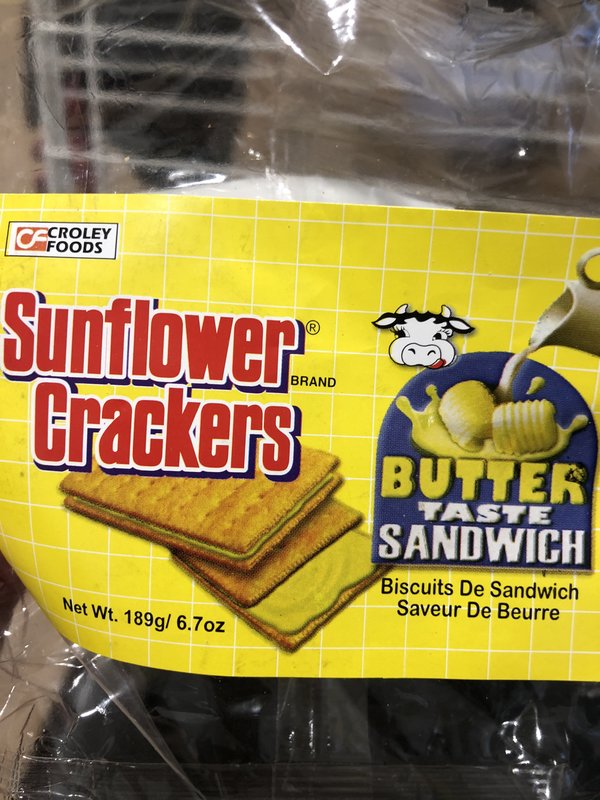 CF CROLEY
FOODS
Sunflower®
BRAND
Crackers
BUTTER
TASTE
SANDWICH
Biscuits De Sandwich
Saveur De Beurre
Net Wt. 189g/ 6.7oz